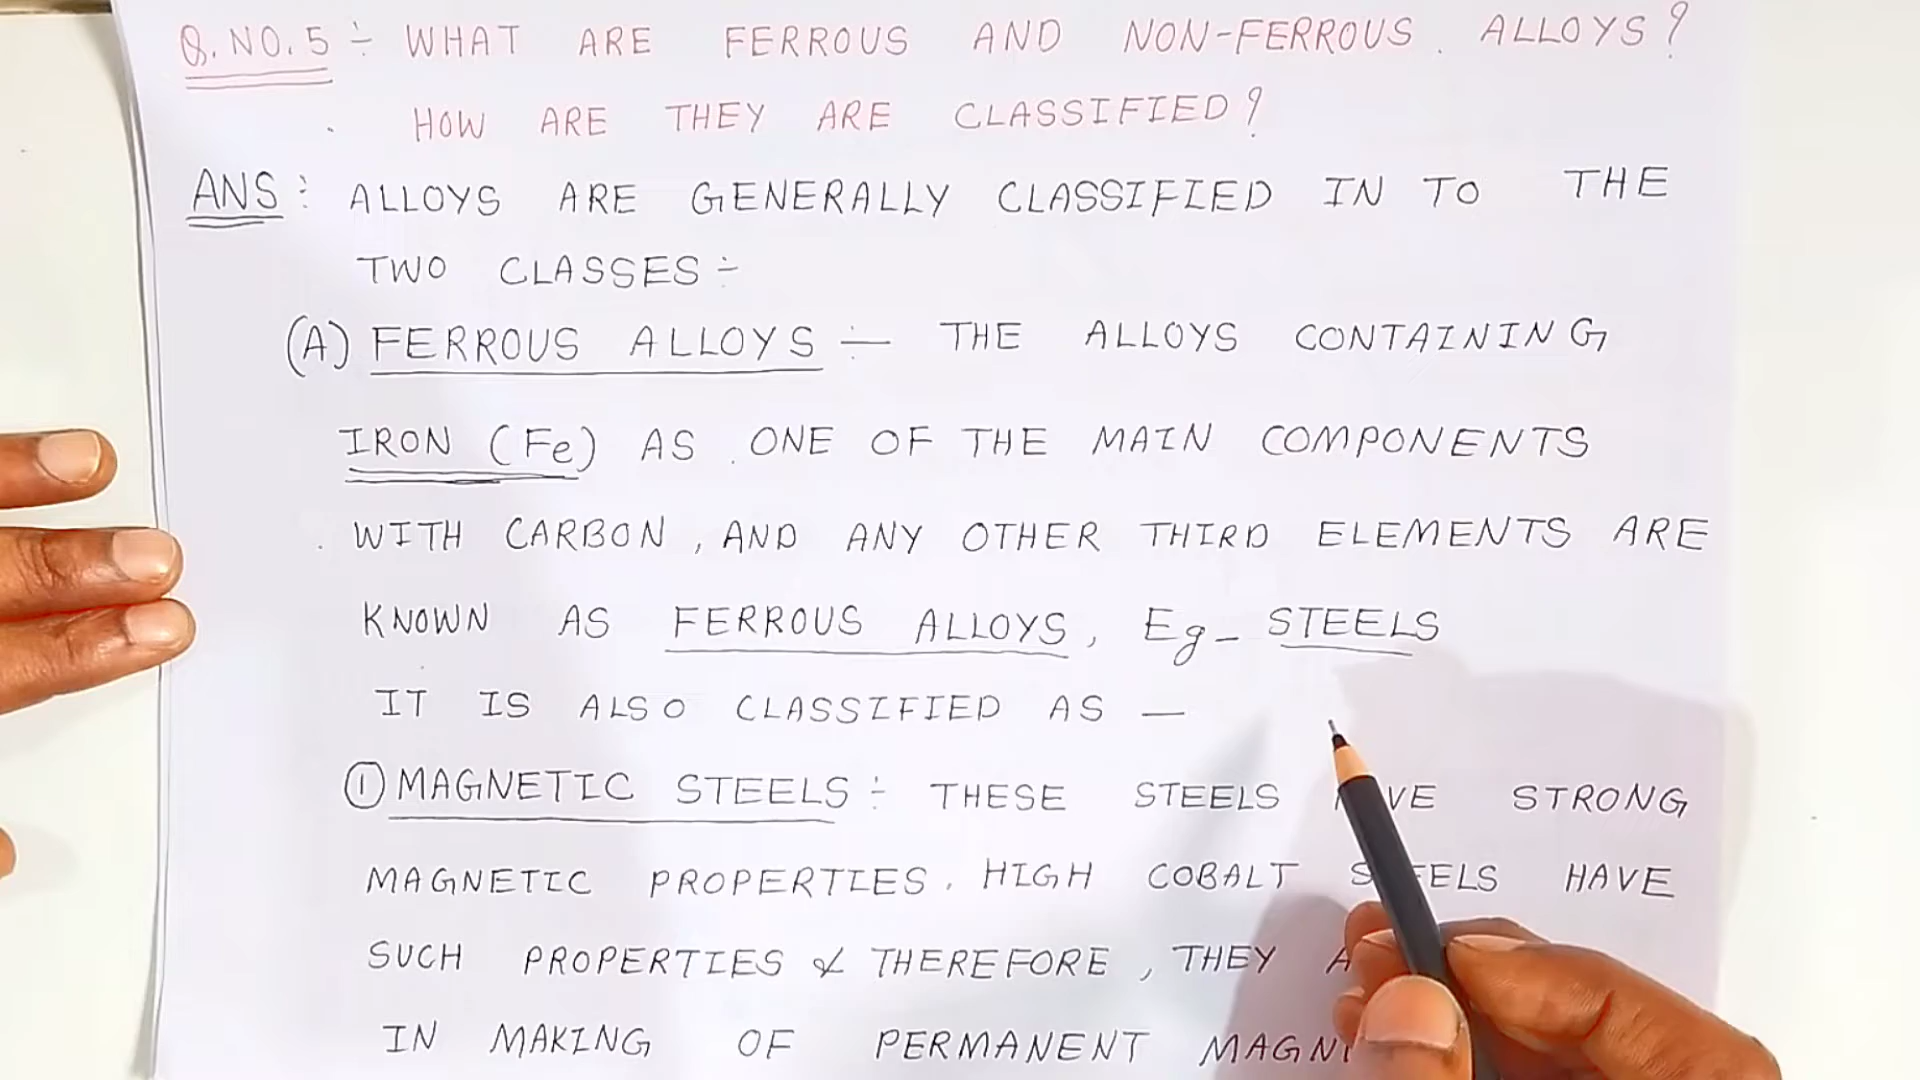 Q.NO.5 ÷ WHAT ARE FERROUS AND NON-FERROUS ALLOYS?
HOW ARE THEY ARE CLASSIFIED?
ANS: ALLOYS ARE GENERALLY CLASSIFIED IN TO THE
TWO CLASSES ÷
(A) FERROUS ALLOYS ÷ THE ALLOYS CONTAINING
IRON (Fe) AS ONE OF THE MAIN COMPONENTS
WITH CARBON, AND ANY OTHER THIRD ELEMENTS ARE
KNOWN AS FERROUS ALLOYS, Eg - STEELS
IT IS ALSO CLASSIFIED AS —
① MAGNETIC STEELS ÷ THESE STEELS STRONG
MAGNETIC PROPERTIES. HIGH COBALT STEELS HAVE
SUCH PROPERTIES & THEREFORE, THEY
IN MAKING OF PERMANENT